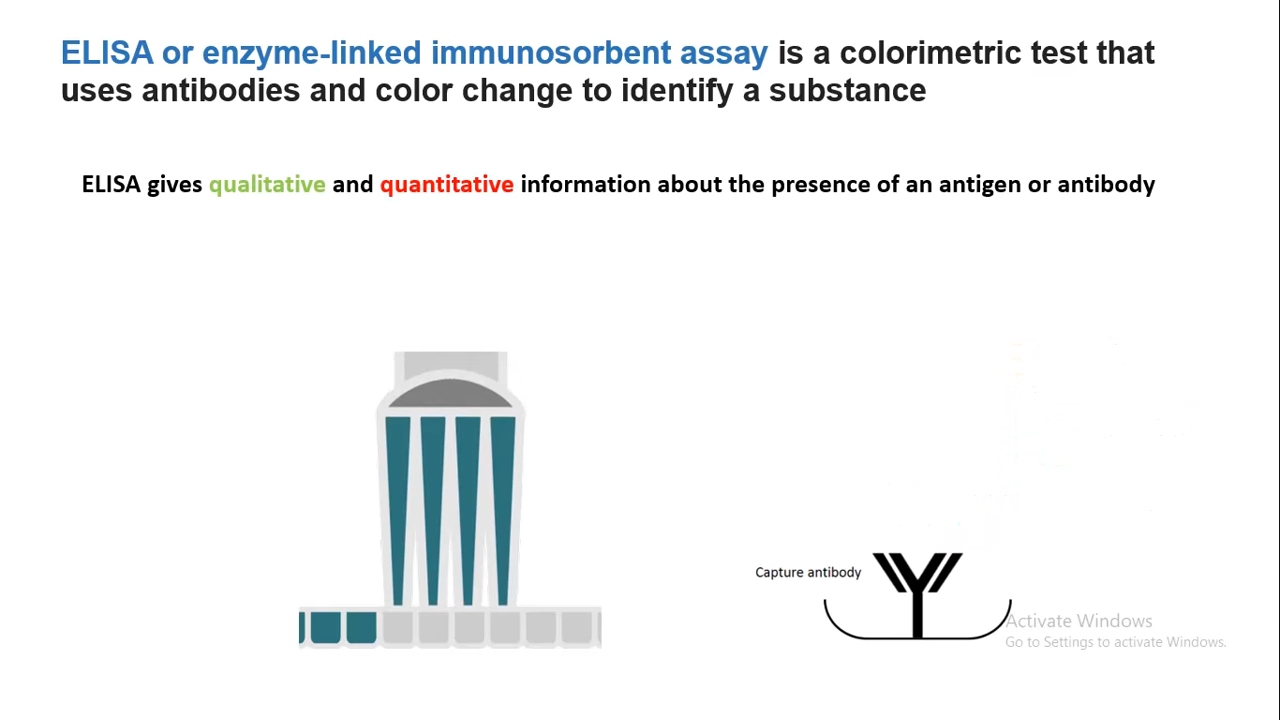 ELISA or enzyme-linked immunosorbent assay is a colorimetric test that
uses antibodies and color change to identify a substance
ELISA gives qualitative and quantitative information about the presence of an antigen or antibody
Capture antibody
Activate Windows
Go to Settings to activate Windows.